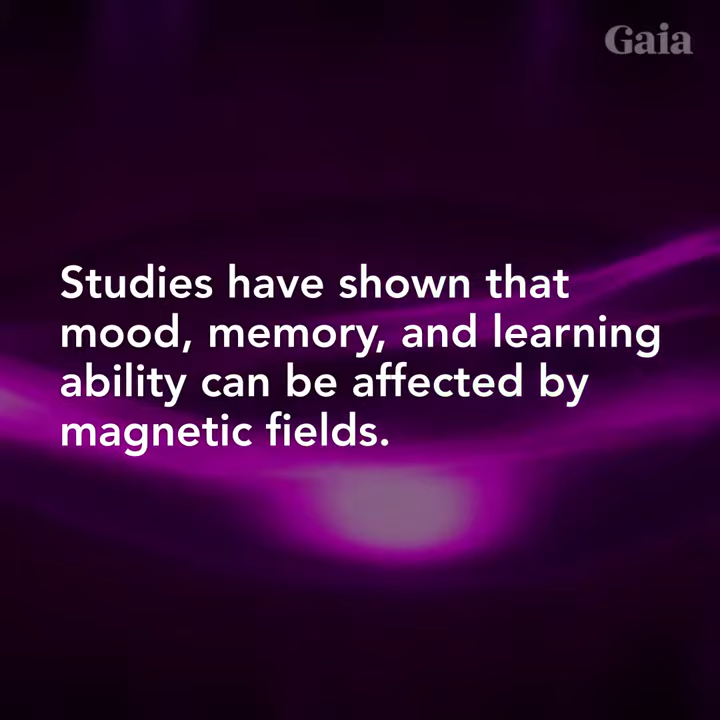 Gaia
Studies have shown that
mood, memory, and learning
ability can be affected by
magnetic fields.